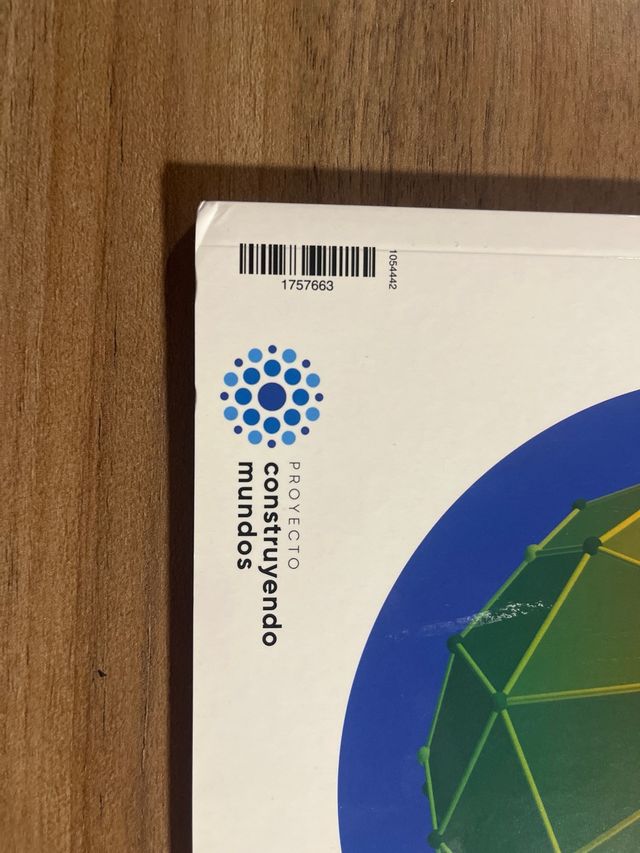 1757663
1054442
PROYECTO
construyendo
mundos